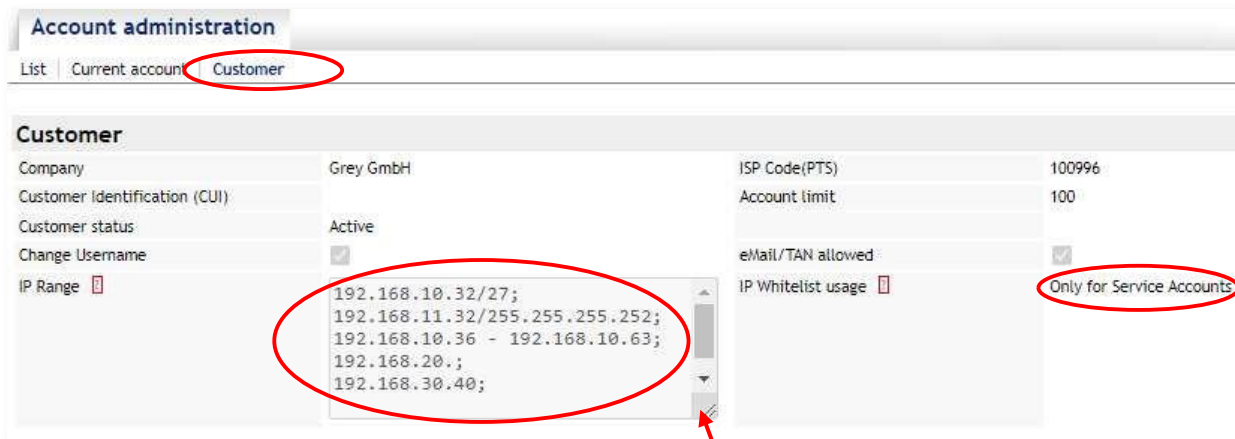 Account administration
List | Current account | Customer
Customer
Company Grey GmbH ISP Code(PTS) 100996
Customer Identification (CUI) Account limit 100
Customer status Active
Change Username eMail/TAN allowed
IP Range ? 192.168.10.32/27; IP Whitelist usage ? Only for Service Accounts
192.168.11.32/255.255.255.252;
192.168.10.36 - 192.168.10.63;
192.168.20.;
192.168.30.40;